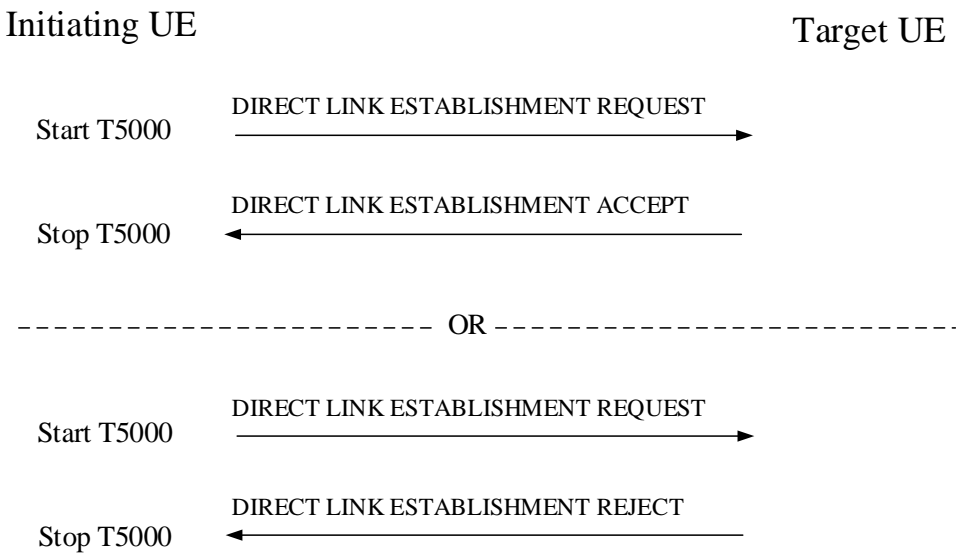 Initiating UE
Target UE
DIRECT LINK ESTABLISHMENT REQUEST
Start T5000
DIRECT LINK ESTABLISHMENT ACCEPT
Stop T5000
OR
DIRECT LINK ESTABLISHMENT REQUEST
Start T5000
DIRECT LINK ESTABLISHMENT REJECT
Stop T5000